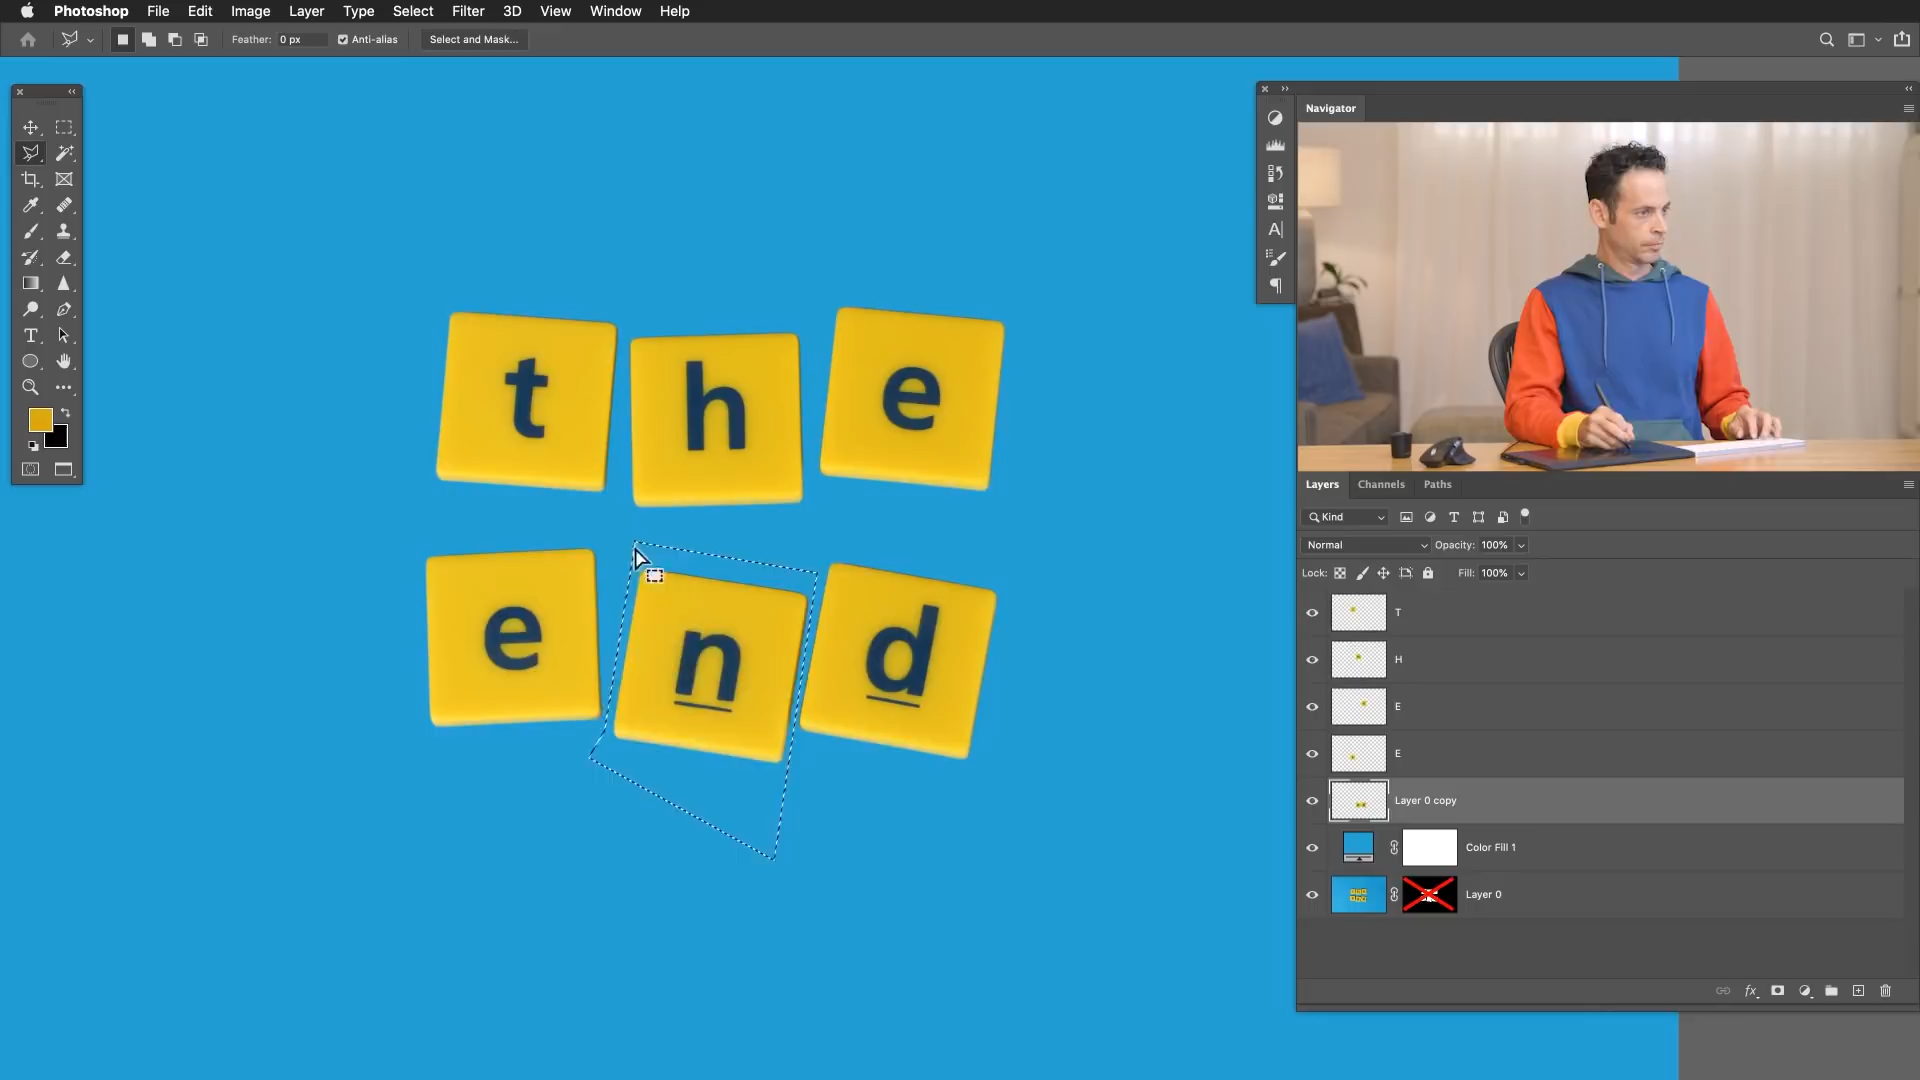 Photoshop File Edit Image Layer Type Select Filter 3D View Window Help
Feather: 0 px Anti-alias Select and Mask...
Navigator
t h e
e n d
Layers Channels Paths
Kind
Normal Opacity: 100%
Lock: Fill: 100%
T
H
E
E
Layer 0 copy
Color Fill 1
Layer 0